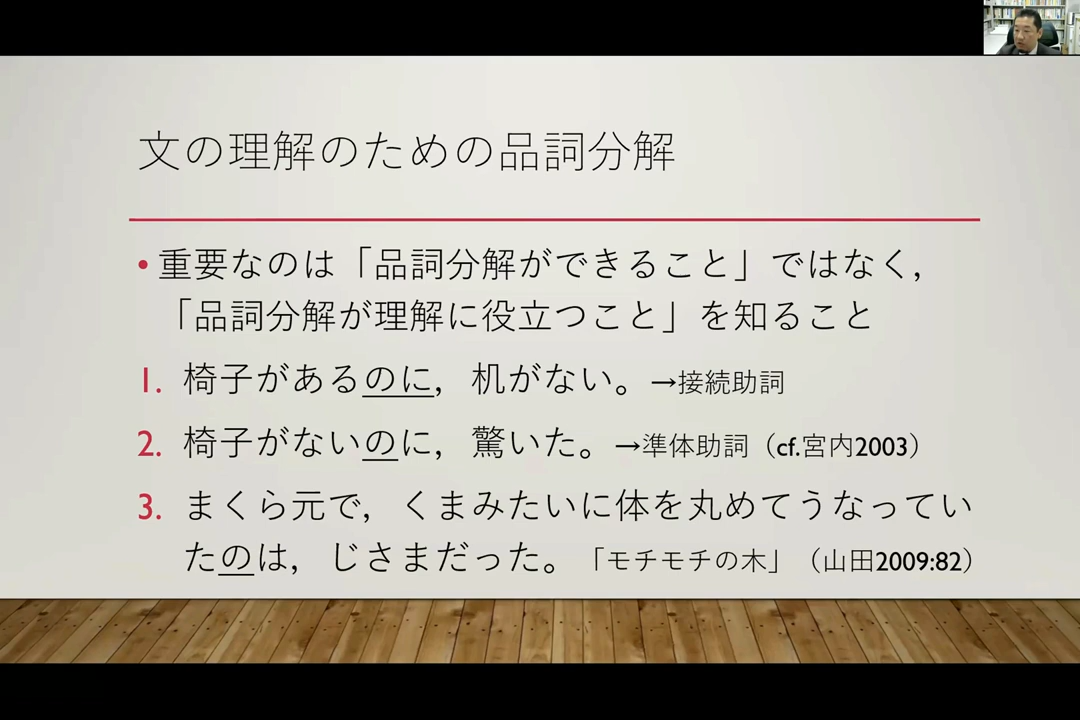 文の理解のための品詞分解
•重要なのは「品詞分解ができること」ではなく，
「品詞分解が理解に役立つこと」を知ること
1. 椅子があるのに，机がない。→接続助詞
2. 椅子がないのに，驚いた。→準体助詞（cf.宮内2003）
3. まくら元で，くまみたいに体を丸めてうなってい
たのは，じさまだった。「モチモチの木」（山田2009:82）